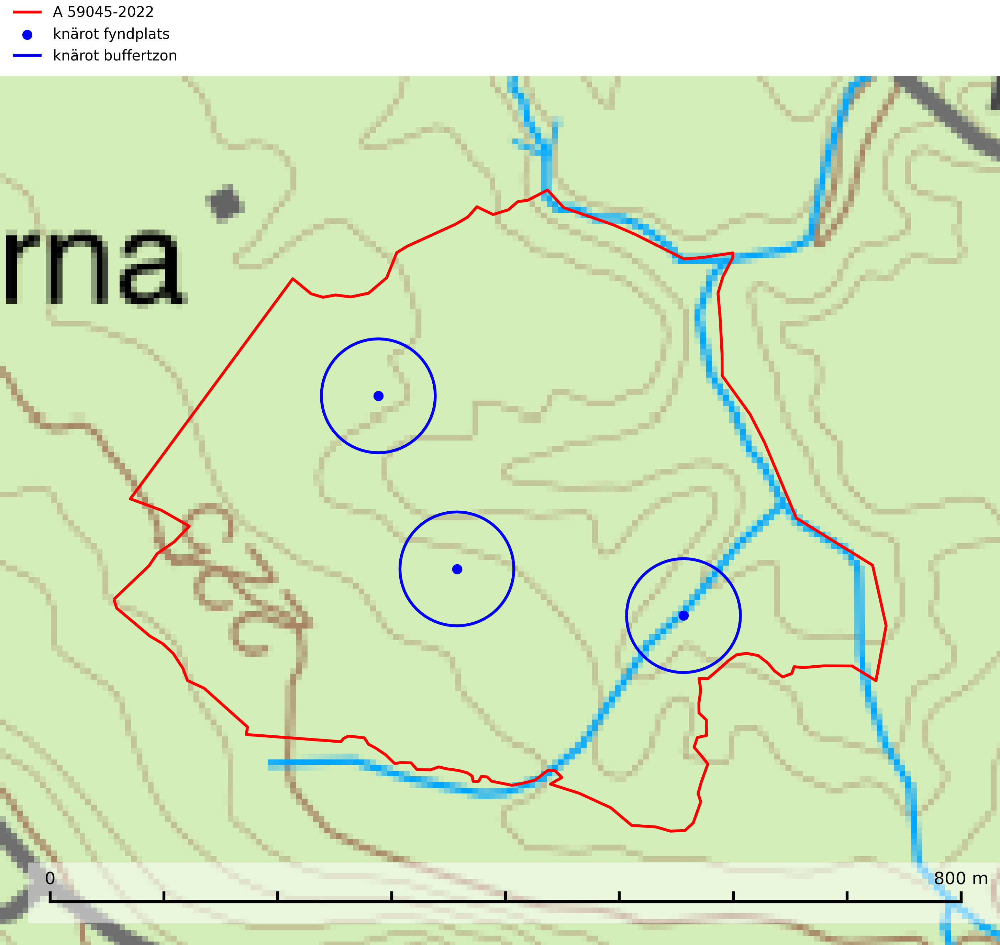 A 59045-2022
knärot fyndplats
knärot buffertzon
rna
0 800 m